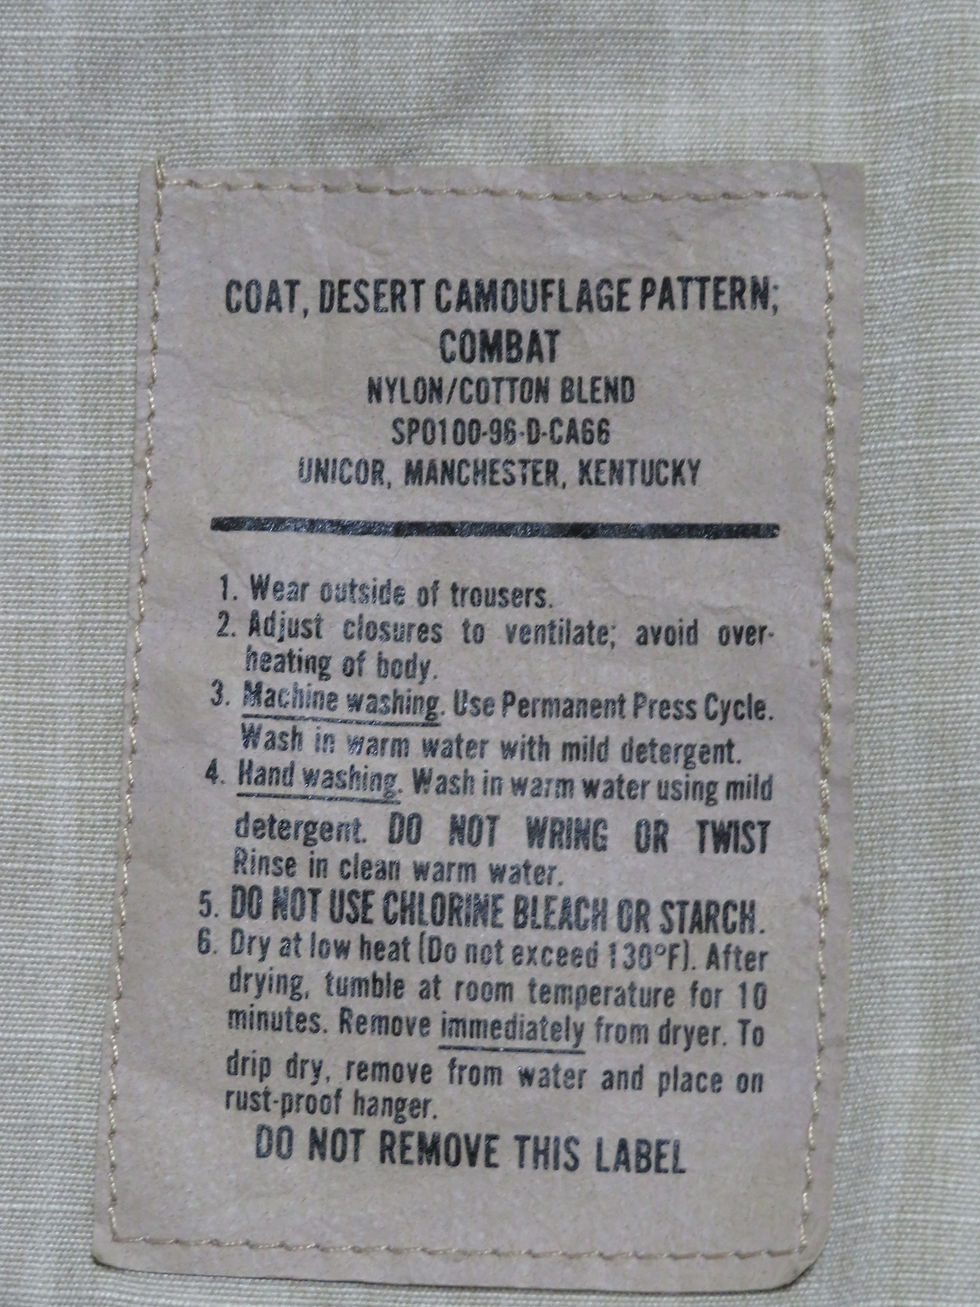 COAT, DESERT CAMOUFLAGE PATTERN;
COMBAT
NYLON/COTTON BLEND
SPO100-96-D-CA66
UNICOR, MANCHESTER, KENTUCKY
1. Wear outside of trousers.
2. Adjust closures to ventilate; avoid over-
heating of body.
3. Machine washing. Use Permanent Press Cycle.
Wash in warm water with mild detergent.
4. Hand washing. Wash in warm water using mild
detergent. DO NOT WRING OR TWIST
Rinse in clean warm water.
5. DO NOT USE CHLORINE BLEACH OR STARCH.
6. Dry at low heat (Do not exceed 130°F). After
drying, tumble at room temperature for 10
minutes. Remove immediately from dryer. To
drip dry, remove from water and place on
rust-proof hanger.
DO NOT REMOVE THIS LABEL